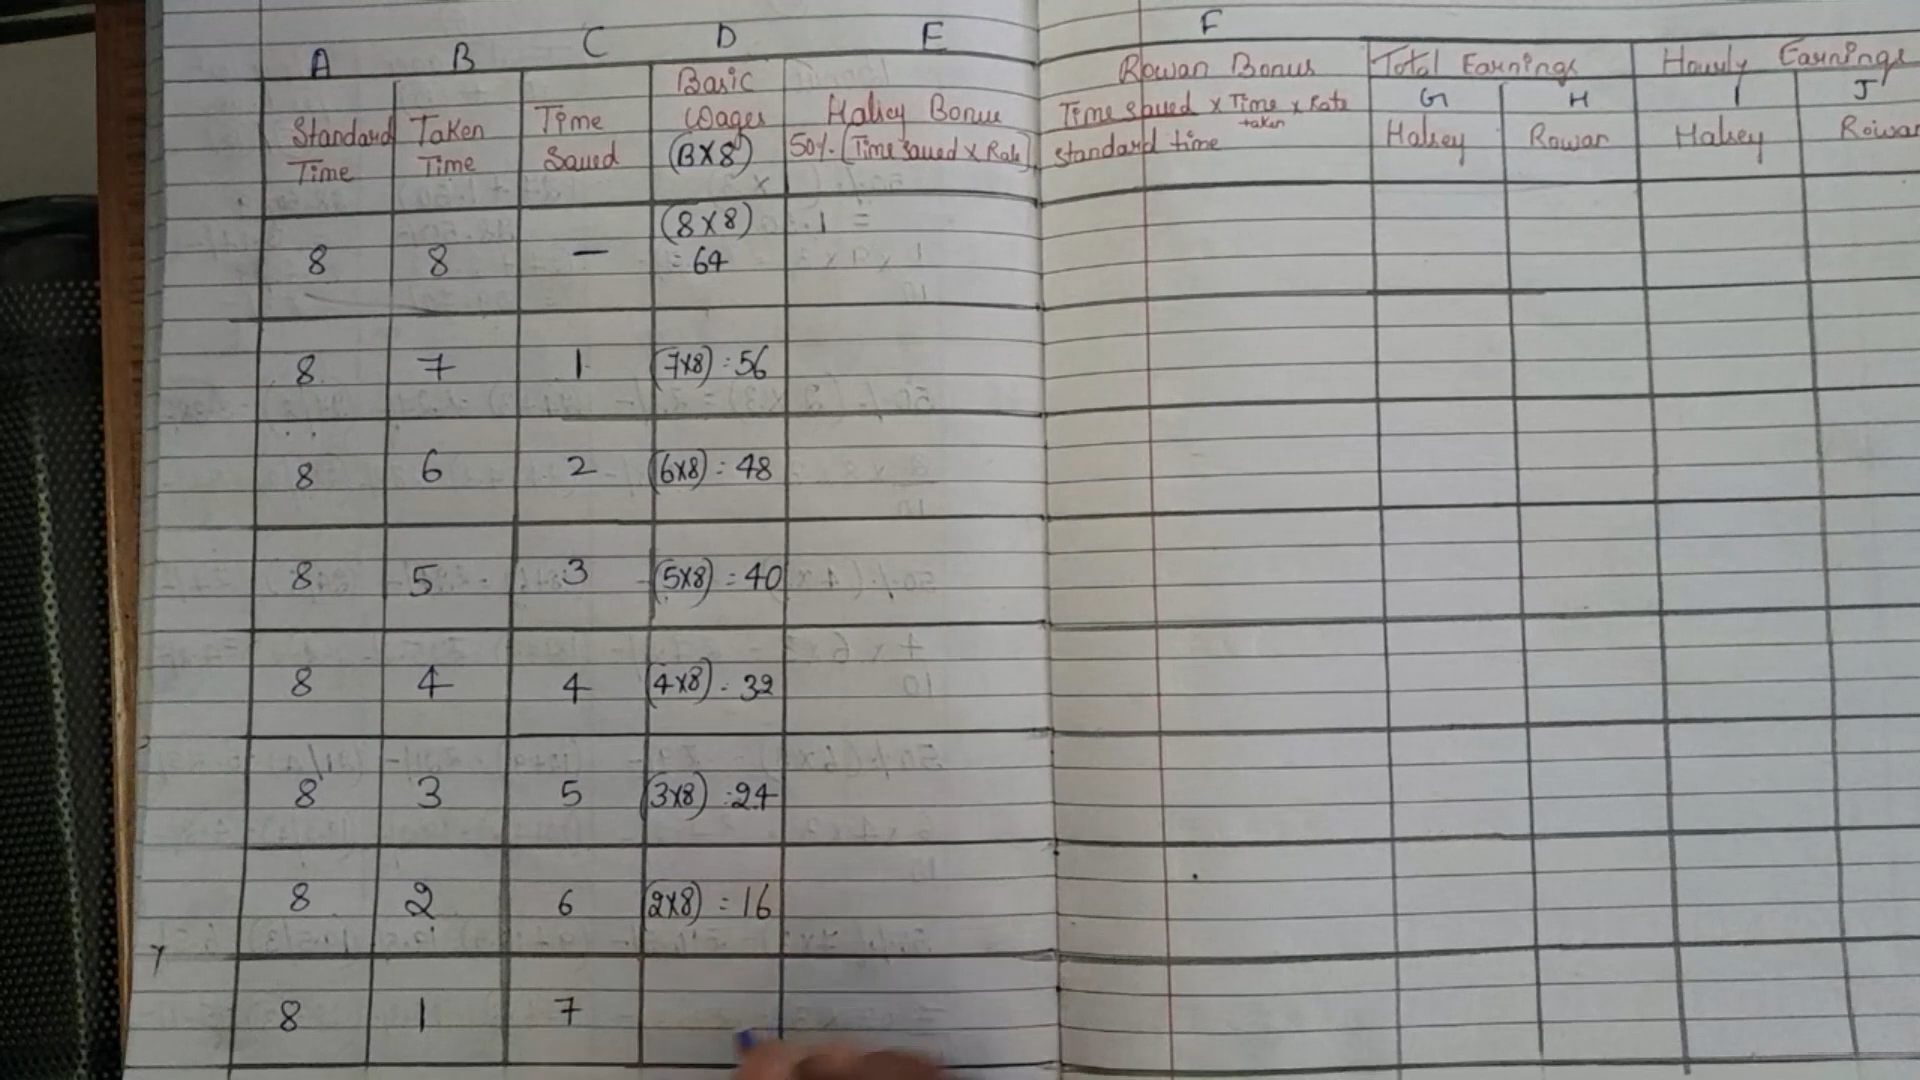 A B C D E F
Standard Time
Taken Time
Time Saved
Basic Wages (B×8)
Halsey Bonus
50%. [Time saved × Rate]
Rowan Bonus
Time saved × Time taken × Rate
standard time
Total Earnings
G H
Halsey Rowan
Hourly Earnings
I J
Halsey Rowan
8 8 — (8×8) = 64
8 7 1 (7×8) = 56
8 6 2 (6×8) = 48
8 5 3 (5×8) = 40
8 4 4 (4×8) = 32
8 3 5 (3×8) = 24
8 2 6 (2×8) = 16
8 1 7